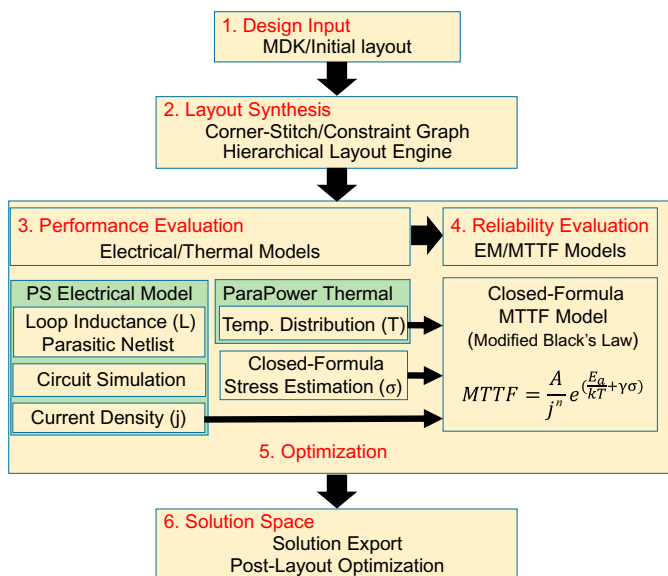 1. Design Input
MDK/Initial layout
2. Layout Synthesis
Corner-Stitch/Constraint Graph
Hierarchical Layout Engine
3. Performance Evaluation
Electrical/Thermal Models
4. Reliability Evaluation
EM/MTTF Models
PS Electrical Model
Loop Inductance (L)
Parasitic Netlist
Circuit Simulation
Current Density (j)
ParaPower Thermal
Temp. Distribution (T)
Closed-Formula
Stress Estimation (σ)
Closed-Formula
MTTF Model
(Modified Black's Law)
MTTF = A/jⁿ e^(Eₐ/kT+γσ)
5. Optimization
6. Solution Space
Solution Export
Post-Layout Optimization